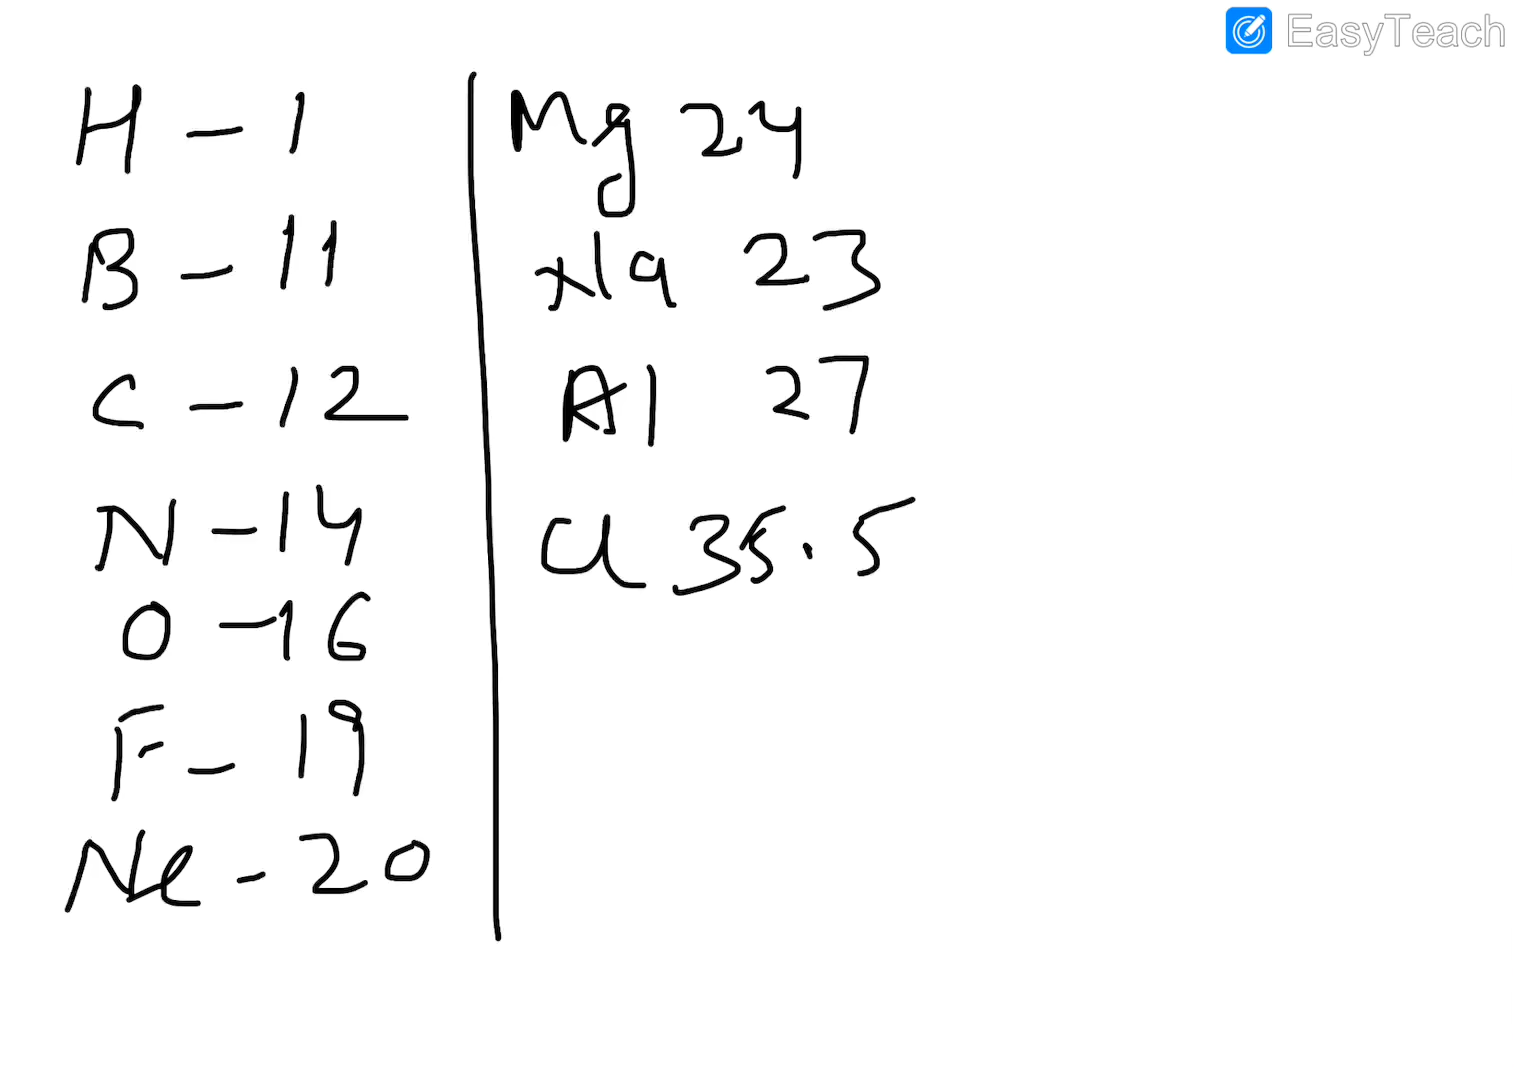 EasyTeach
H - 1
B - 11
C - 12
N - 14
O - 16
F - 19
Ne - 20
Mg 24
Na 23
Al 27
Cl 35.5